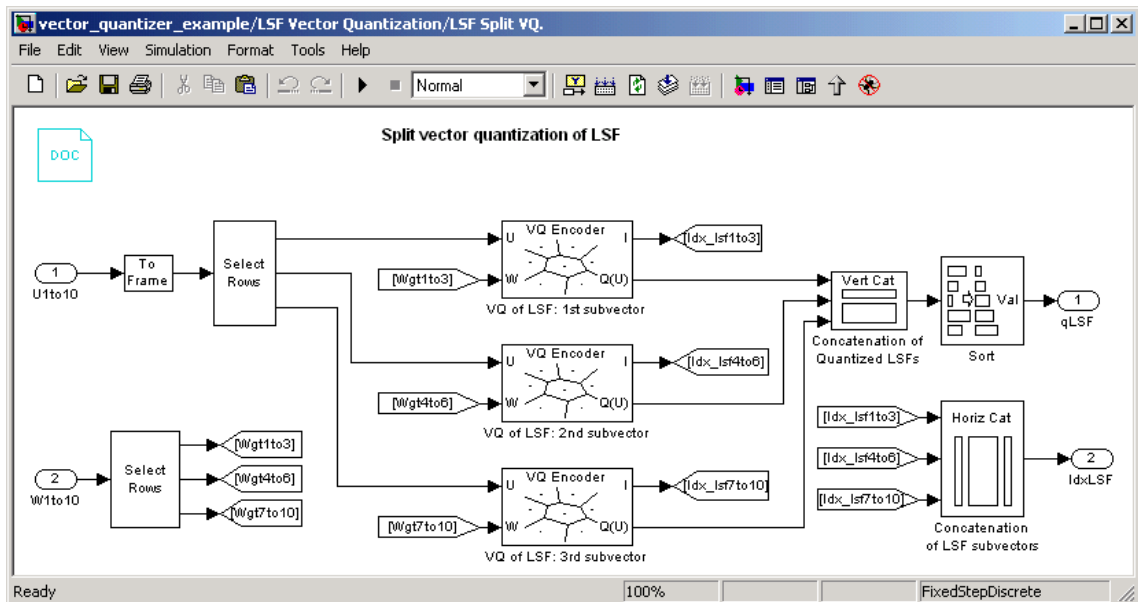 vector_quantizer_example/LSF Vector Quantization/LSF Split VQ.
File Edit View Simulation Format Tools Help
Normal
Split vector quantization of LSF
DOC
1
U1to10
To
Frame
Select
Rows
VQ Encoder
U
I
W
Q(U)
[Wgt1to3]
[Idx_lsf1to3]
VQ of LSF: 1st subvector
VQ Encoder
U
I
W
Q(U)
[Wgt4to6]
[Idx_lsf4to6]
VQ of LSF: 2nd subvector
VQ Encoder
U
I
W
Q(U)
[Wgt7to10]
[Idx_lsf7to10]
VQ of LSF: 3rd subvector
Vert Cat
Concatenation of
Quantized LSFs
Val
Sort
1
qLSF
2
W1to10
Select
Rows
[Wgt1to3]
[Wgt4to6]
[Wgt7to10]
[Idx_lsf1to3]
[Idx_lsf4to6]
[Idx_lsf7to10]
Horiz Cat
Concatenation
of LSF subvectors
2
IdxLSF
Ready 100% FixedStepDiscrete